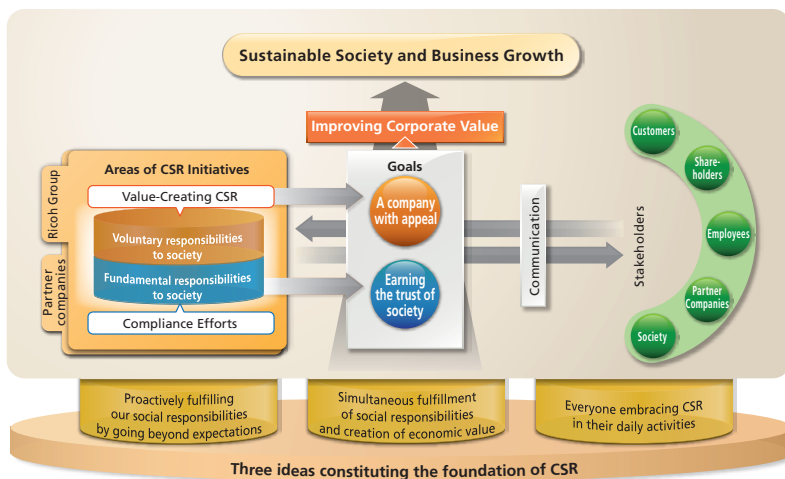 Sustainable Society and Business Growth
Improving Corporate Value
Areas of CSR Initiatives
Ricoh Group
Partner
companies
Value-Creating CSR
Voluntary responsibilities
to society
Fundamental responsibilities
to society
Compliance Efforts
Goals
A company
with appeal
Earning
the trust of
society
Communication
Stakeholders
Customers
Share-
holders
Employees
Partner
Companies
Society
Proactively fulfilling
our social responsibilities
by going beyond expectations
Simultaneous fulfillment
of social responsibilities
and creation of economic value
Everyone embracing CSR
in their daily activities
Three ideas constituting the foundation of CSR